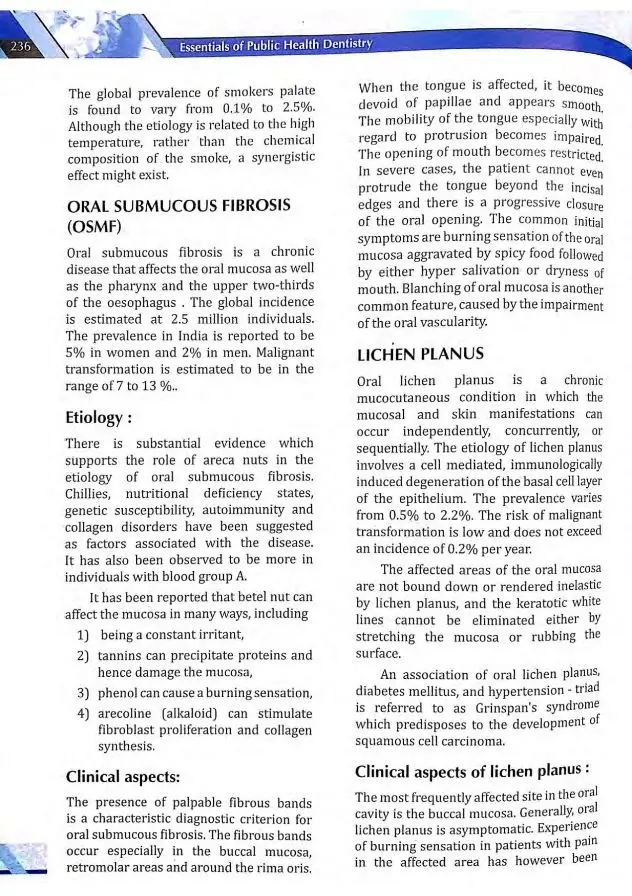 236
Essentials of Public Health Dentistry
The global prevalence of smokers palate
is found to vary from 0.1% to 2.5%.
Although the etiology is related to the high
temperature, rather than the chemical
composition of the smoke, a synergistic
effect might exist.
ORAL SUBMUCOUS FIBROSIS
(OSMF)
Oral submucous fibrosis is a chronic
disease that affects the oral mucosa as well
as the pharynx and the upper two-thirds
of the oesophagus . The global incidence
is estimated at 2.5 million individuals.
The prevalence in India is reported to be
5% in women and 2% in men. Malignant
transformation is estimated to be in the
range of 7 to 13 %..
Etiology :
There is substantial evidence which
supports the role of areca nuts in the
etiology of oral submucous fibrosis.
Chillies, nutritional deficiency states,
genetic susceptibility, autoimmunity and
collagen disorders have been suggested
as factors associated with the disease.
It has also been observed to be more in
individuals with blood group A.
It has been reported that betel nut can
affect the mucosa in many ways, including
1) being a constant irritant,
2) tannins can precipitate proteins and
hence damage the mucosa,
3) phenol can cause a burning sensation,
4) arecoline (alkaloid) can stimulate
fibroblast proliferation and collagen
synthesis.
Clinical aspects:
The presence of palpable fibrous bands
is a characteristic diagnostic criterion for
oral submucous fibrosis. The fibrous bands
occur especially in the buccal mucosa,
retromolar areas and around the rima oris.
When the tongue is affected, it becomes
devoid of papillae and appears smooth.
The mobility of the tongue especially with
regard to protrusion becomes impaired.
The opening of mouth becomes restricted.
In severe cases, the patient cannot even
protrude the tongue beyond the incisal
edges and there is a progressive closure
of the oral opening. The common initial
symptoms are burning sensation of the oral
mucosa aggravated by spicy food followed
by either hyper salivation or dryness of
mouth. Blanching of oral mucosa is another
common feature, caused by the impairment
of the oral vascularity.
LICHEN PLANUS
Oral lichen planus is a chronic
mucocutaneous condition in which the
mucosal and skin manifestations can
occur independently, concurrently, or
sequentially. The etiology of lichen planus
involves a cell mediated, immunologically
induced degeneration of the basal cell layer
of the epithelium. The prevalence varies
from 0.5% to 2.2%. The risk of malignant
transformation is low and does not exceed
an incidence of 0.2% per year.
The affected areas of the oral mucosa
are not bound down or rendered inelastic
by lichen planus, and the keratotic white
lines cannot be eliminated either by
stretching the mucosa or rubbing the
surface.
An association of oral lichen planus,
diabetes mellitus, and hypertension - triad
is referred to as Grinspan's syndrome
which predisposes to the development of
squamous cell carcinoma.
Clinical aspects of lichen planus :
The most frequently affected site in the oral
cavity is the buccal mucosa. Generally, oral
lichen planus is asymptomatic. Experience
of burning sensation in patients with pain
in the affected area has however been